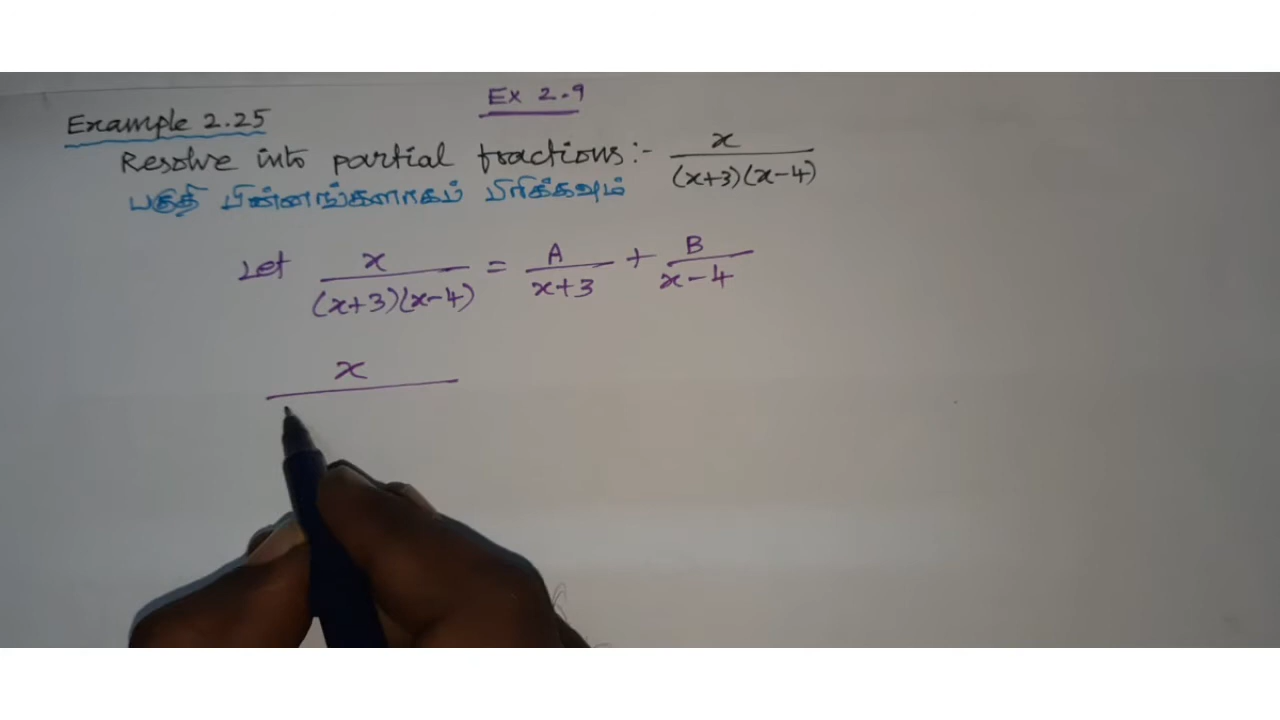 Ex 2.9
Example 2.25
Resolve into partial fractions:- x/((x+3)(x-4))
பகுதி பின்னங்களாகப் பிரிக்கவும்
Let x/((x+3)(x-4)) = A/(x+3) + B/(x-4)
x